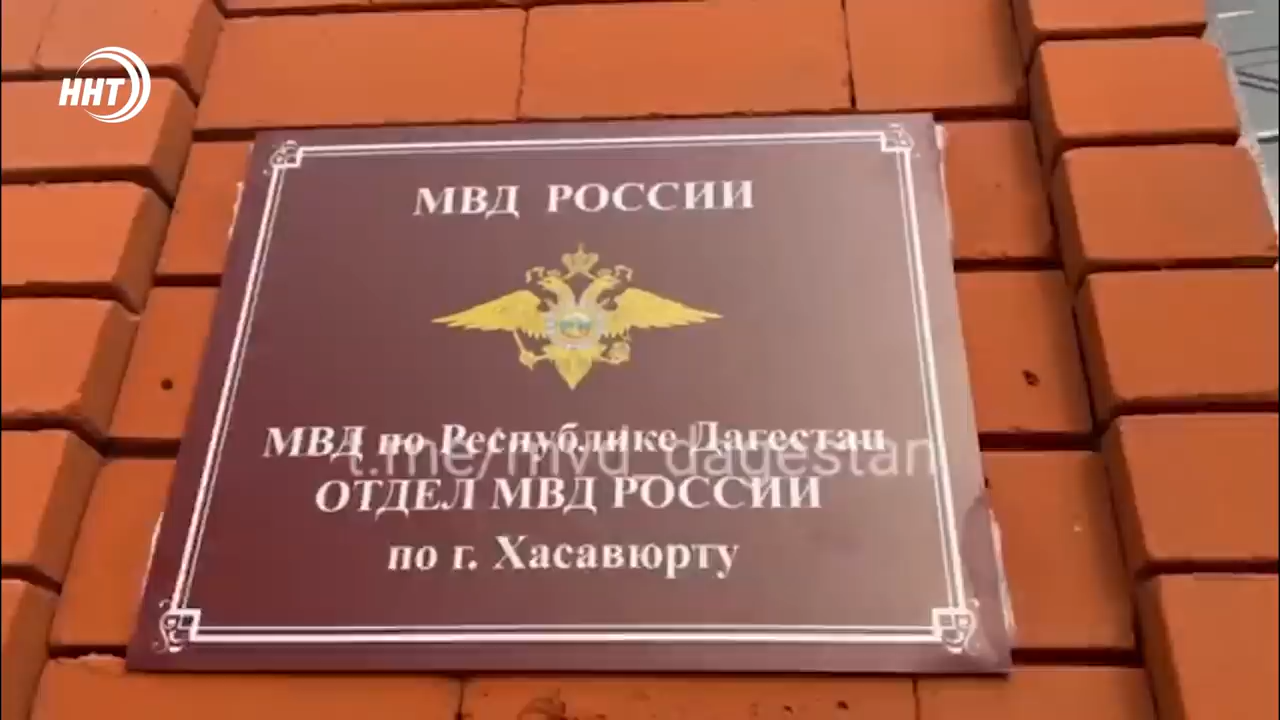 ННТ
МВД РОССИИ
МВД по Республике Дагестан
t.me/mvd_dagestan
ОТДЕЛ МВД РОССИИ
по г. Хасавюрту